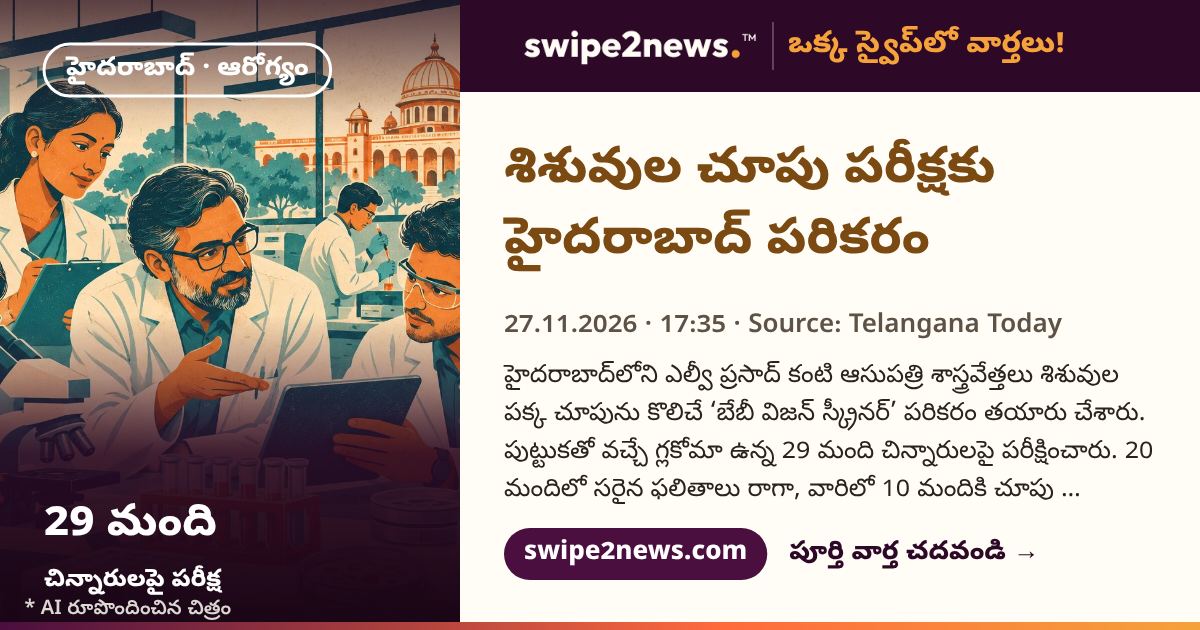 హైదరాబాద్ · ఆరోగ్యం
swipe2news.™ ఒక్క స్వైప్‌లో వార్తలు!
శిశువుల చూపు పరీక్షకు
హైదరాబాద్ పరికరం
27.11.2026 · 17:35 · Source: Telangana Today
హైదరాబాద్‌లోని ఎల్వీ ప్రసాద్ కంటి ఆసుపత్రి శాస్త్రవేత్తలు శిశువుల
పక్క చూపును కొలిచే ‘బేబీ విజన్ స్క్రీనర్’ పరికరం తయారు చేశారు.
పుట్టుకతో వచ్చే గ్లకోమా ఉన్న 29 మంది చిన్నారులపై పరీక్షించారు. 20
మందిలో సరైన ఫలితాలు రాగా, వారిలో 10 మందికి చూపు ...
swipe2news.com పూర్తి వార్త చదవండి →
29 మంది
చిన్నారులపై పరీక్ష
* AI రూపొందించిన చిత్రం